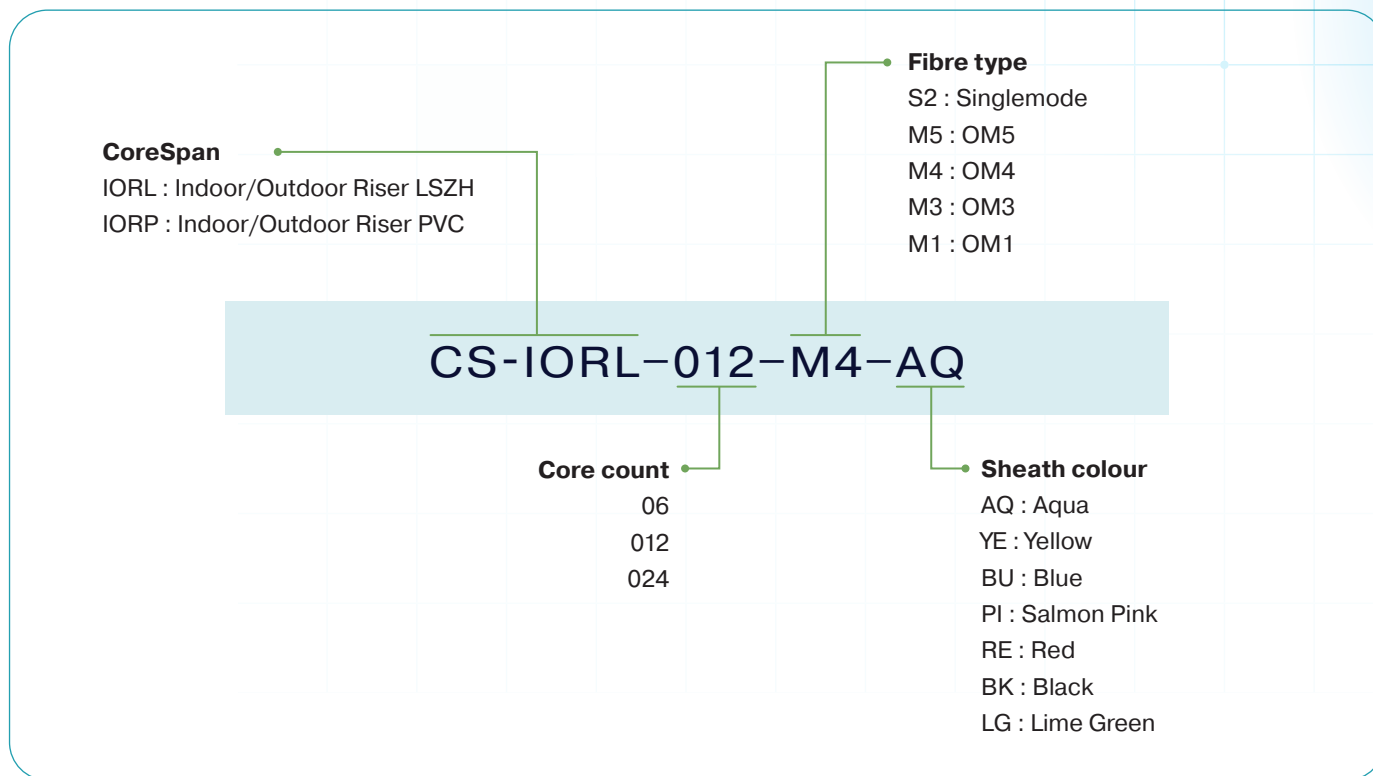 Fibre type
S2 : Singlemode
M5 : OM5
M4 : OM4
M3 : OM3
M1 : OM1
CoreSpan
IORL : Indoor/Outdoor Riser LSZH
IORP : Indoor/Outdoor Riser PVC
CS-IORL–012–M4–AQ
Core count
06
012
024
Sheath colour
AQ : Aqua
YE : Yellow
BU : Blue
PI : Salmon Pink
RE : Red
BK : Black
LG : Lime Green